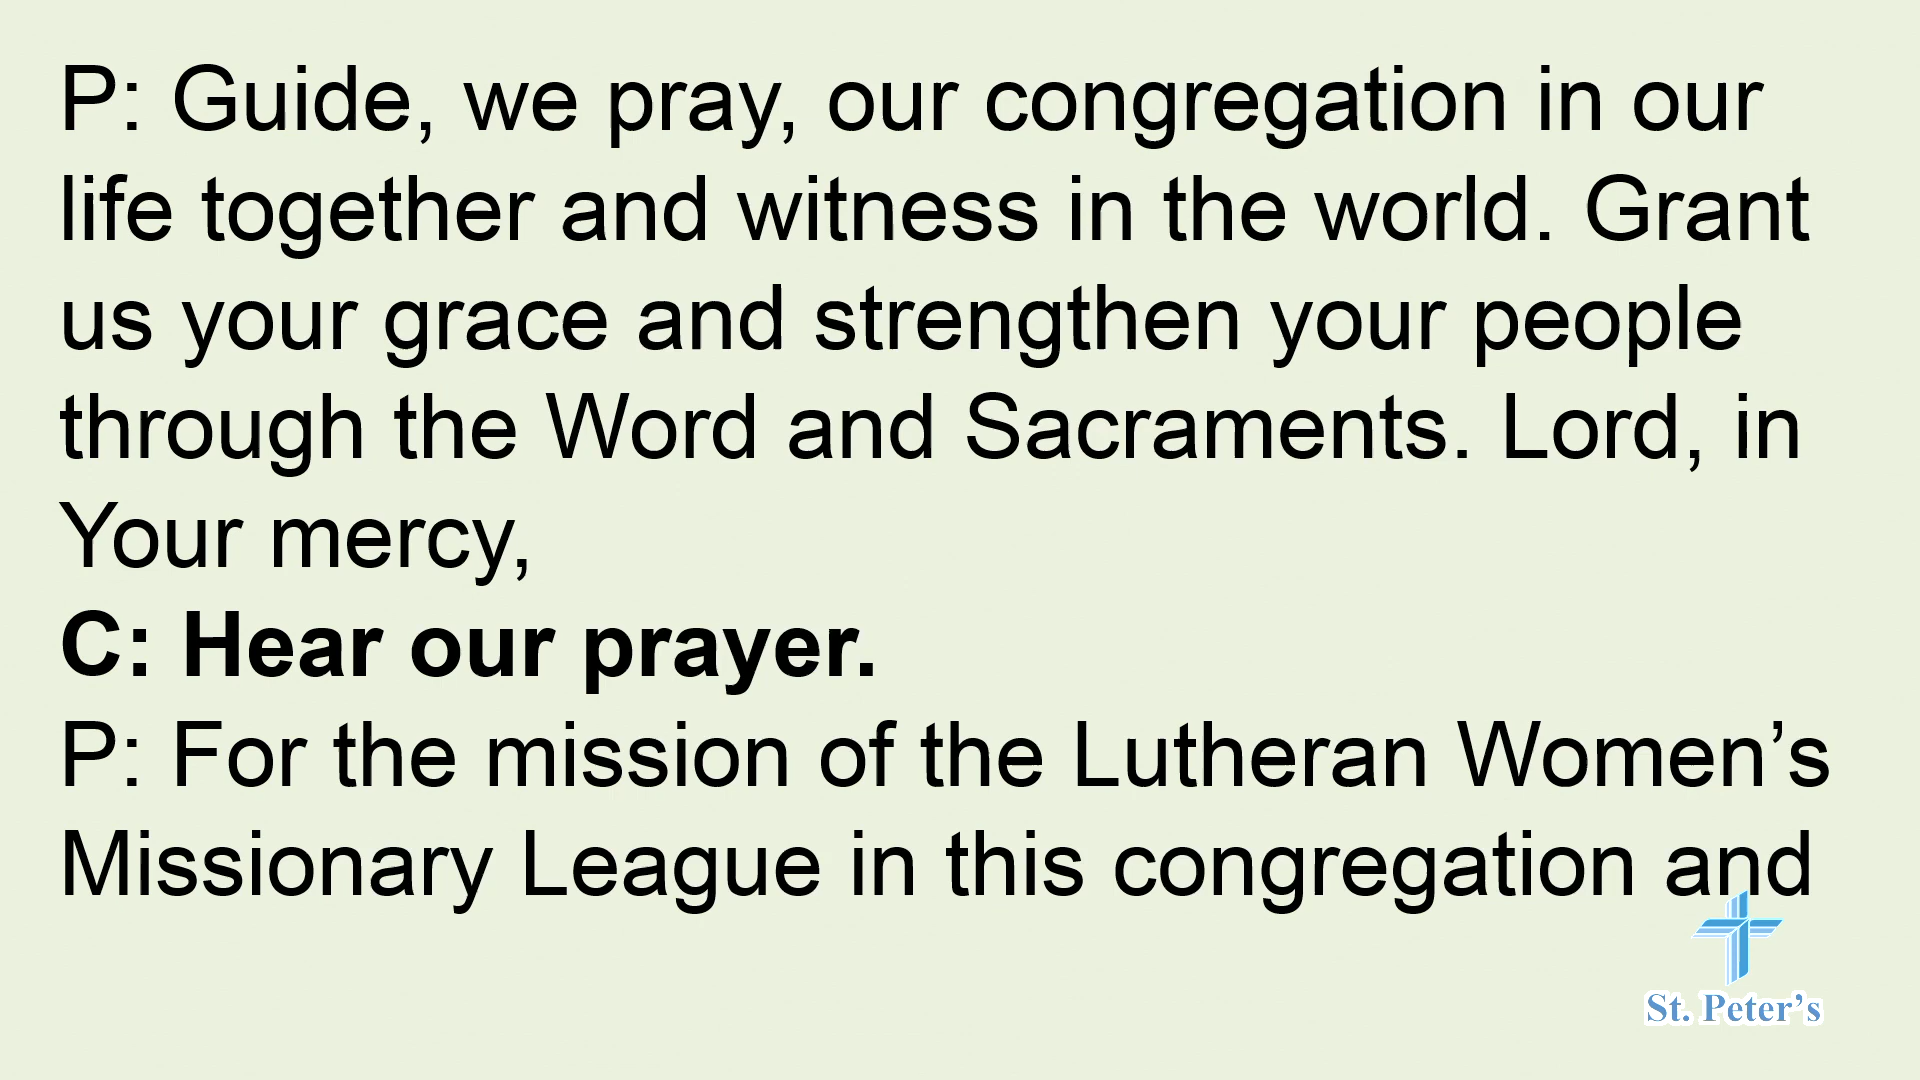 P: Guide, we pray, our congregation in our
life together and witness in the world. Grant
us your grace and strengthen your people
through the Word and Sacraments. Lord, in
Your mercy,
C: Hear our prayer.
P: For the mission of the Lutheran Women’s
Missionary League in this congregation and
St. Peter’s